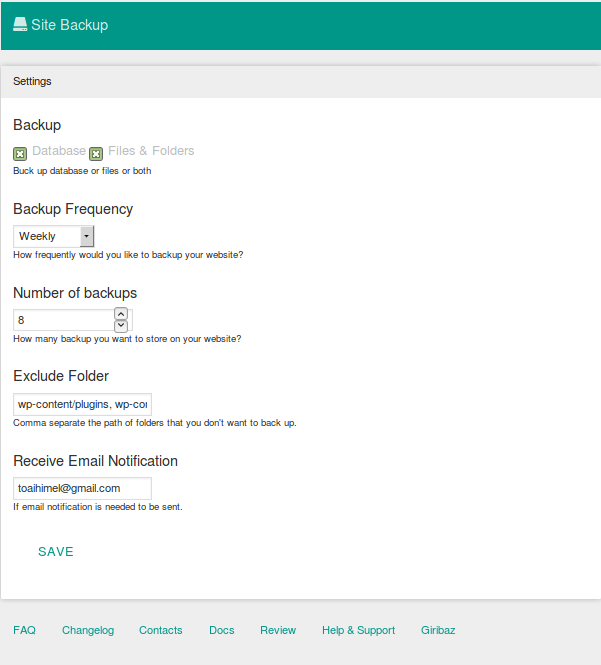 Site Backup
Settings
Backup
Database Files & Folders
Buck up database or files or both
Backup Frequency
Weekly
How frequently would you like to backup your website?
Number of backups
8
How many backup you want to store on your website?
Exclude Folder
wp-content/plugins, wp-co
Comma separate the path of folders that you don't want to back up.
Receive Email Notification
toaihimel@gmail.com
If email notification is needed to be sent.
SAVE
FAQ Changelog Contacts Docs Review Help & Support Giribaz